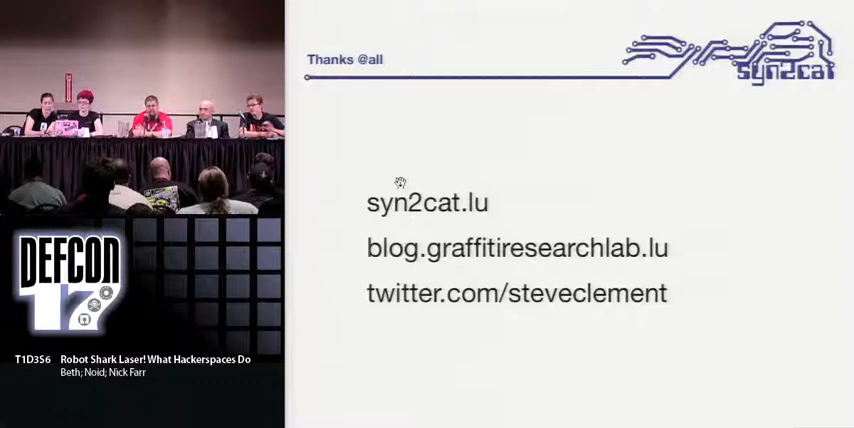 Thanks @all
syn2cat
syn2cat.lu
blog.graffitiresearchlab.lu
twitter.com/steveclement
DEFCON
17
T1D3S6 Robot Shark Laser! What Hackerspaces Do
Beth; Noid; Nick Farr